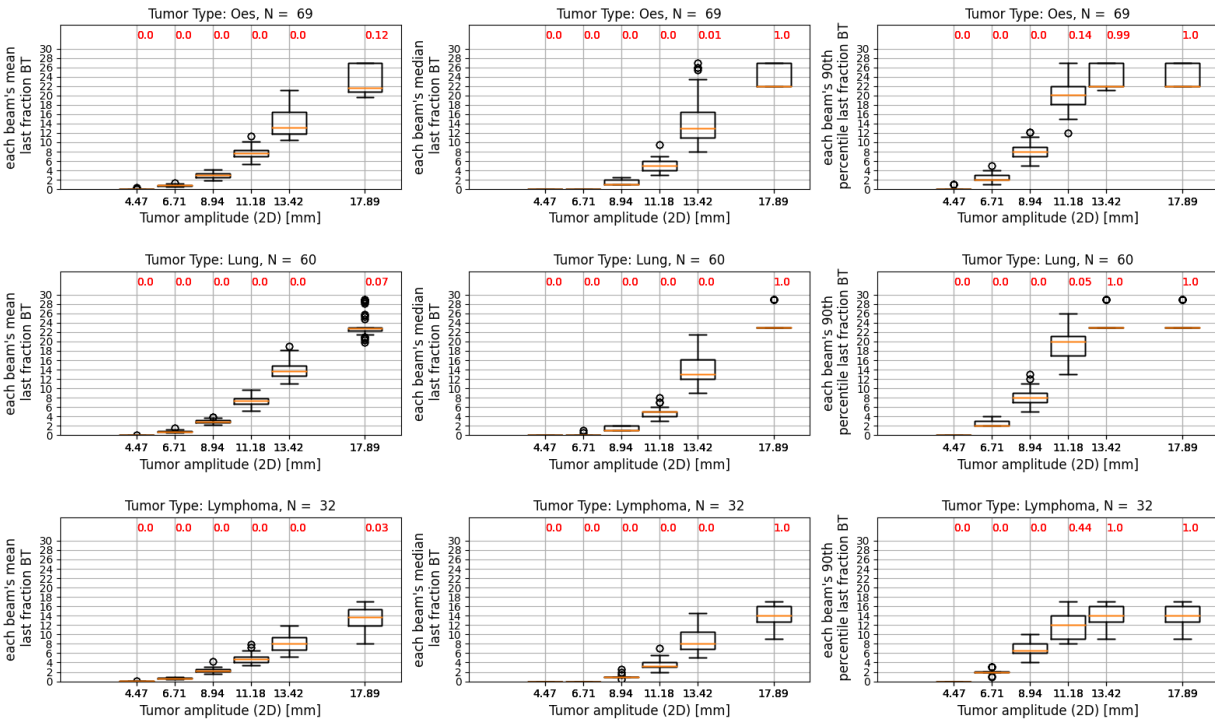 Tumor Type: Oes, N =  69
each beam's mean
last fraction BT
0.0 0.0 0.0 0.0 0.0 0.12
30
28
26
24
22
20
18
16
14
12
10
8
6
4
2
0
4.47 6.71 8.94 11.18 13.42 17.89
Tumor amplitude (2D) [mm]
Tumor Type: Oes, N =  69
each beam's median
last fraction BT
0.0 0.0 0.0 0.0 0.01 1.0
30
28
26
24
22
20
18
16
14
12
10
8
6
4
2
0
4.47 6.71 8.94 11.18 13.42 17.89
Tumor amplitude (2D) [mm]
Tumor Type: Oes, N =  69
each beam's 90th
percentile last fraction BT
0.0 0.0 0.0 0.14 0.99 1.0
30
28
26
24
22
20
18
16
14
12
10
8
6
4
2
0
4.47 6.71 8.94 11.18 13.42 17.89
Tumor amplitude (2D) [mm]
Tumor Type: Lung, N =  60
each beam's mean
last fraction BT
0.0 0.0 0.0 0.0 0.0 0.07
30
28
26
24
22
20
18
16
14
12
10
8
6
4
2
0
4.47 6.71 8.94 11.18 13.42 17.89
Tumor amplitude (2D) [mm]
Tumor Type: Lung, N =  60
each beam's median
last fraction BT
0.0 0.0 0.0 0.0 0.0 1.0
30
28
26
24
22
20
18
16
14
12
10
8
6
4
2
0
4.47 6.71 8.94 11.18 13.42 17.89
Tumor amplitude (2D) [mm]
Tumor Type: Lung, N =  60
each beam's 90th
percentile last fraction BT
0.0 0.0 0.0 0.05 1.0 1.0
30
28
26
24
22
20
18
16
14
12
10
8
6
4
2
0
4.47 6.71 8.94 11.18 13.42 17.89
Tumor amplitude (2D) [mm]
Tumor Type: Lymphoma, N =  32
each beam's mean
last fraction BT
0.0 0.0 0.0 0.0 0.0 0.03
30
28
26
24
22
20
18
16
14
12
10
8
6
4
2
0
4.47 6.71 8.94 11.18 13.42 17.89
Tumor amplitude (2D) [mm]
Tumor Type: Lymphoma, N =  32
each beam's median
last fraction BT
0.0 0.0 0.0 0.0 0.0 1.0
30
28
26
24
22
20
18
16
14
12
10
8
6
4
2
0
4.47 6.71 8.94 11.18 13.42 17.89
Tumor amplitude (2D) [mm]
Tumor Type: Lymphoma, N =  32
each beam's 90th
percentile last fraction BT
0.0 0.0 0.0 0.44 1.0 1.0
30
28
26
24
22
20
18
16
14
12
10
8
6
4
2
0
4.47 6.71 8.94 11.18 13.42 17.89
Tumor amplitude (2D) [mm]